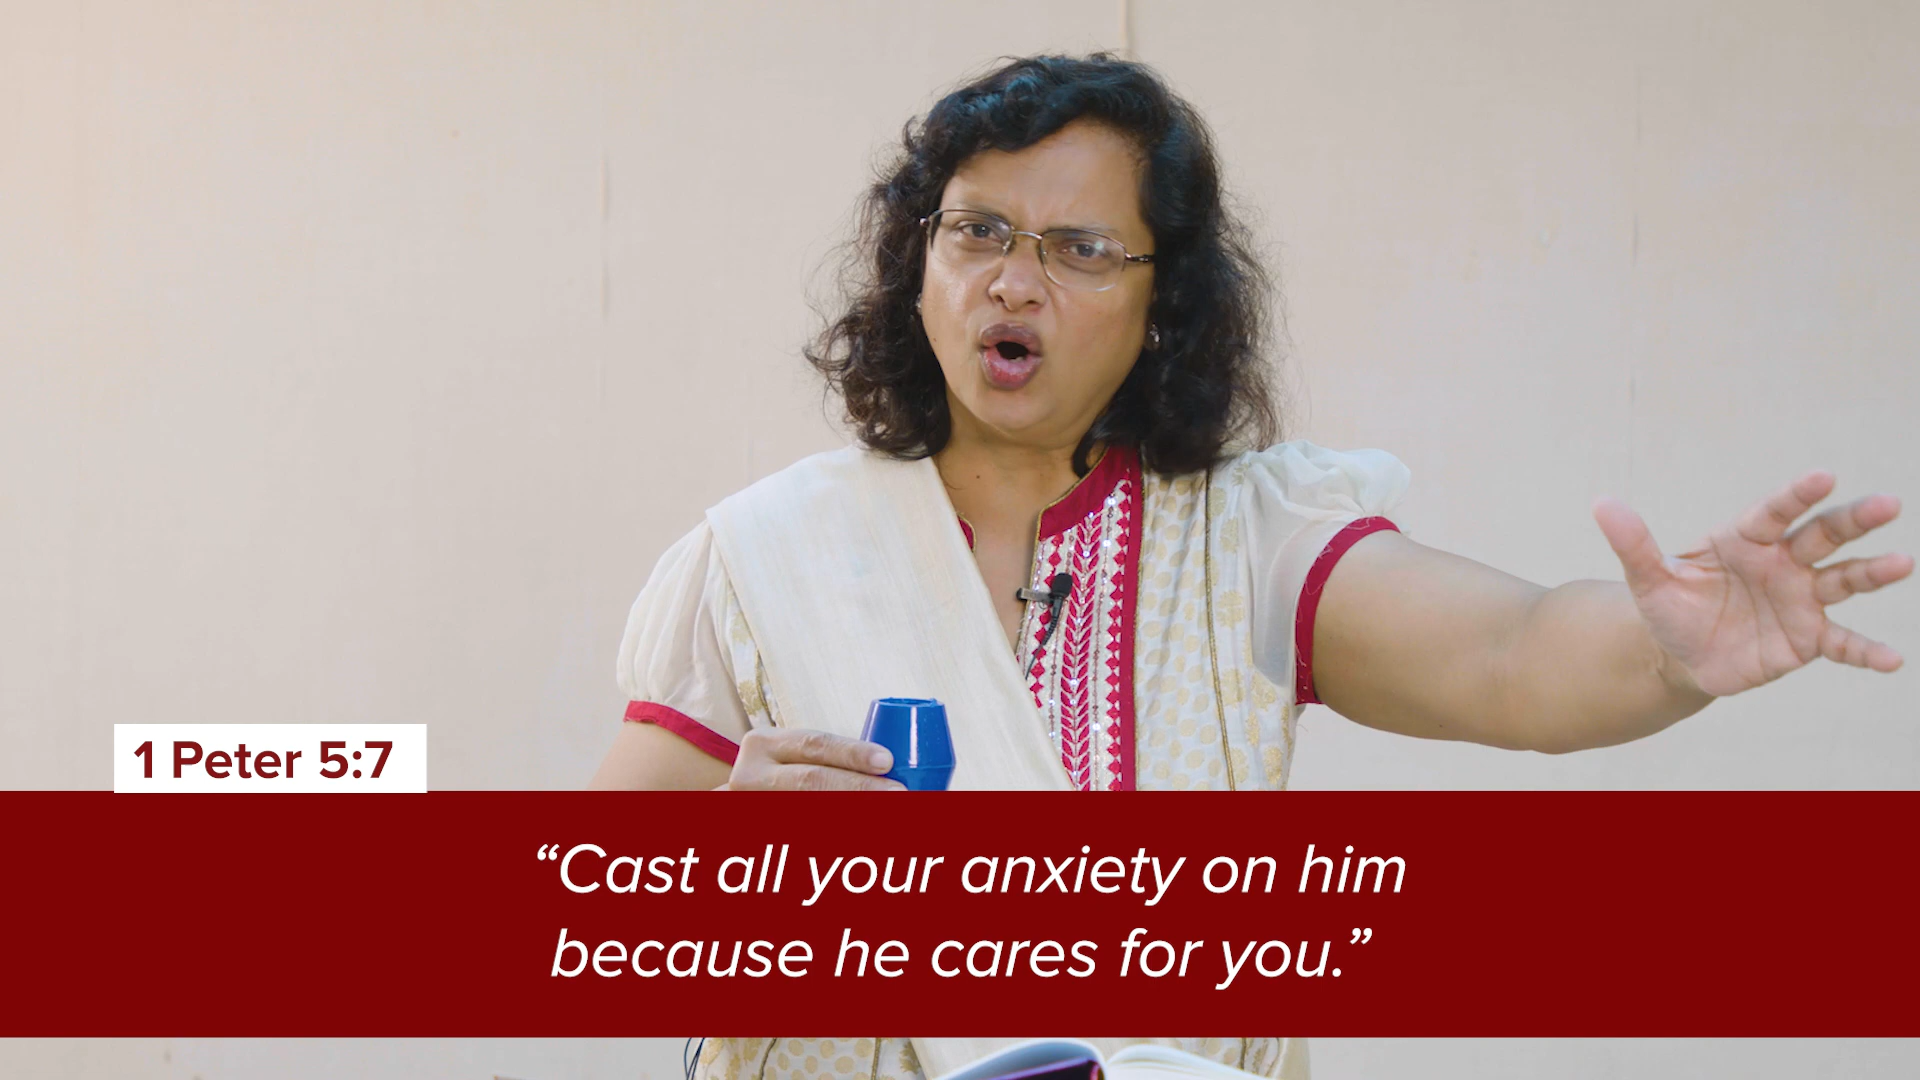 1 Peter 5:7
“Cast all your anxiety on him
because he cares for you.”